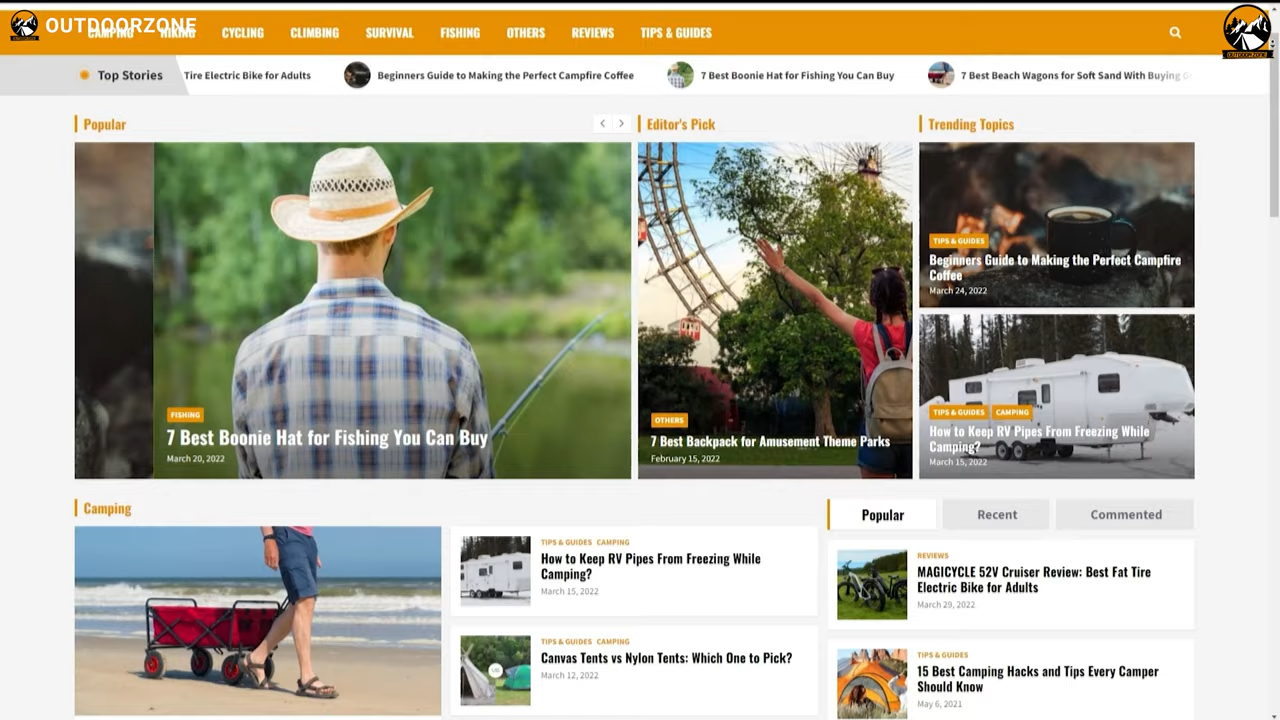 OUTDOORZONE
CAMPING HIKING CYCLING CLIMBING SURVIVAL FISHING OTHERS REVIEWS TIPS & GUIDES
Top Stories
Tire Electric Bike for Adults
Beginners Guide to Making the Perfect Campfire Coffee
7 Best Boonie Hat for Fishing You Can Buy
7 Best Beach Wagons for Soft Sand With Buying
Popular
FISHING
7 Best Boonie Hat for Fishing You Can Buy
March 20, 2022
Editor's Pick
OTHERS
7 Best Backpack for Amusement Theme Parks
February 15, 2022
Trending Topics
TIPS & GUIDES
Beginners Guide to Making the Perfect Campfire
Coffee
March 24, 2022
TIPS & GUIDES CAMPING
How to Keep RV Pipes From Freezing While
Camping?
March 15, 2022
Camping
TIPS & GUIDES CAMPING
How to Keep RV Pipes From Freezing While
Camping?
March 15, 2022
TIPS & GUIDES CAMPING
Canvas Tents vs Nylon Tents: Which One to Pick?
March 12, 2022
Popular Recent Commented
REVIEWS
MAGICYCLE 52V Cruiser Review: Best Fat Tire
Electric Bike for Adults
March 29, 2022
TIPS & GUIDES
15 Best Camping Hacks and Tips Every Camper
Should Know
May 6, 2021